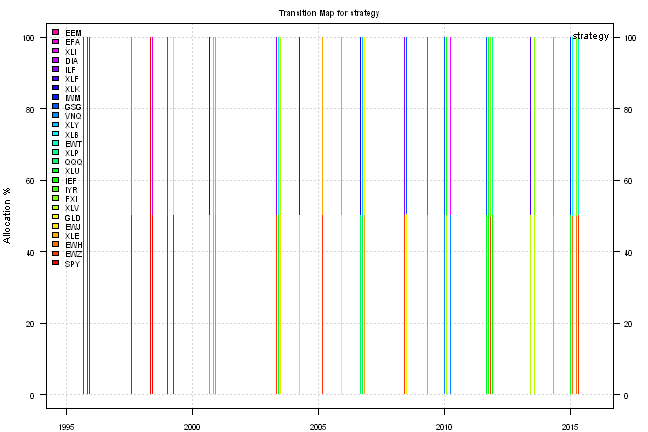 Transition Map for strategy
strategy
100
80
60
40
20
0
Allocation %
100
80
60
40
20
0
EEM
EFA
XLI
DIA
ILF
XLF
XLK
IWM
GSG
VNQ
XLY
XLB
EWT
XLP
QQQ
XLU
IEF
IYR
FXI
XLV
GLD
EWJ
XLE
EWH
EWZ
SPY
1995
2000
2005
2010
2015